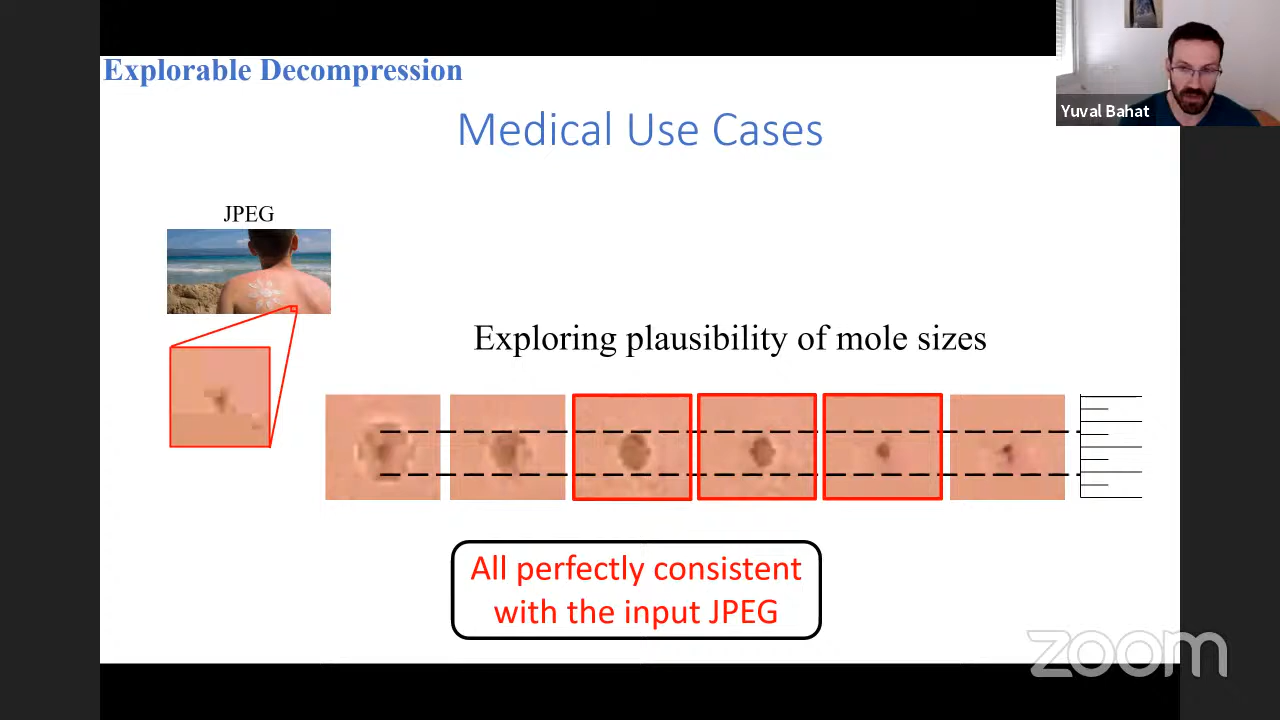 Explorable Decompression
Yuval Bahat
Medical Use Cases
JPEG
Exploring plausibility of mole sizes
All perfectly consistent
with the input JPEG
zoom